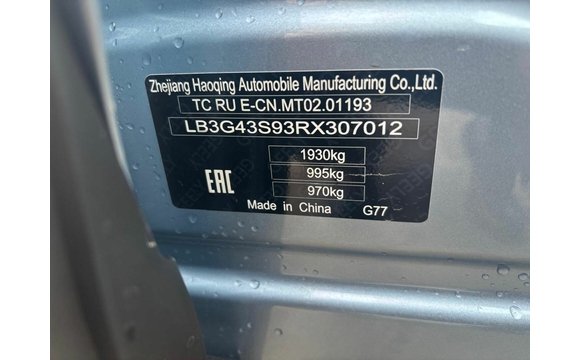 Zhejiang Haoqing Automobile Manufacturing Co.,Ltd.
TC RU E-CN.MT02.01193
LB3G43S93RX307012
1930kg
995kg
EAC
970kg
Made in China G77